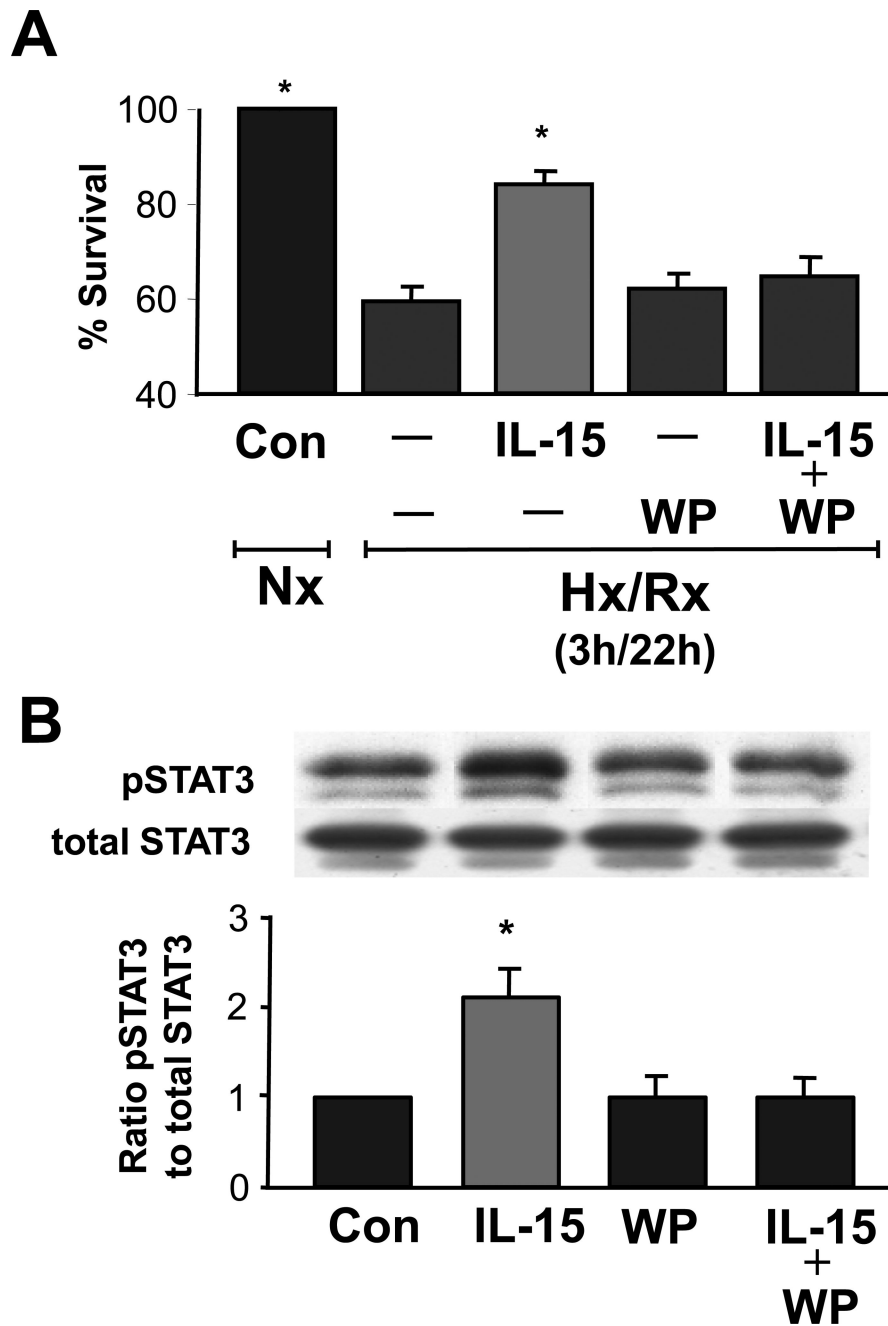 A
*
*
100
80
60
40
% Survival
Con — IL-15 — IL-15
+
— — WP WP
Nx Hx/Rx
(3h/22h)
B
pSTAT3
total STAT3
3
2
1
0
Ratio pSTAT3
to total STAT3
*
Con IL-15 WP IL-15
+
WP